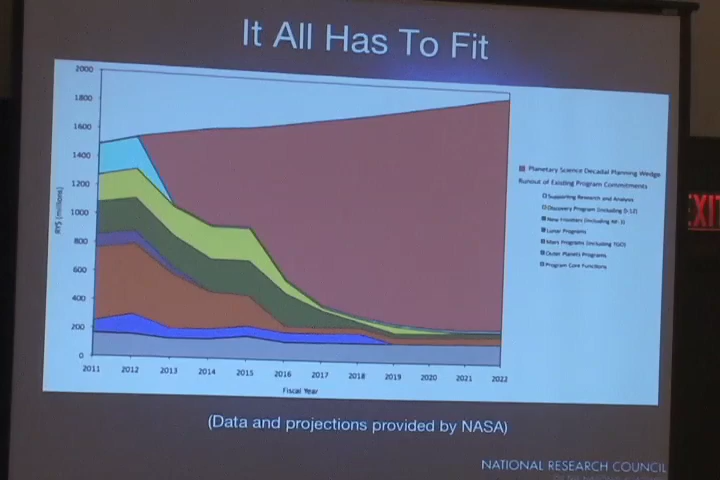 It All Has To Fit
2000
1800
1600
1400
1200
1000
800
600
400
200
0
RY$ (millions)
2011 2012 2013 2014 2015 2016 2017 2018 2019 2020 2021 2022
Fiscal Year
Planetary Science Decadal Planning Wedge
Runout of Existing Program Commitments
Supporting Research and Analysis
Discovery Program (including D-12)
New Frontiers (including NF-3)
Lunar Programs
Mars Programs (including TGO)
Outer Planets Programs
Program Core Functions
EXIT
(Data and projections provided by NASA)
NATIONAL RESEARCH COUNCIL